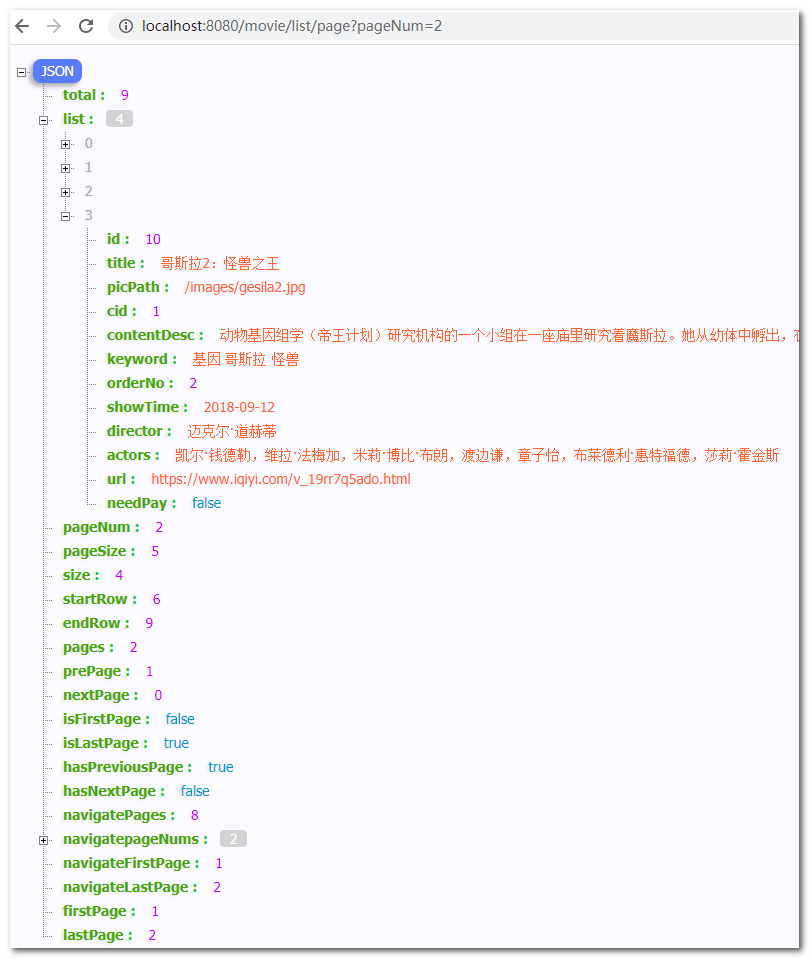 localhost:8080/movie/list/page?pageNum=2
JSON
total : 9
list : 4
0
1
2
3
id : 10
title : 哥斯拉2：怪兽之王
picPath : /images/gesila2.jpg
cid : 1
contentDesc : 动物基因组学（帝王计划）研究机构的一个小组在一座庙里研究着魔斯拉。她从幼体中孵出，
keyword : 基因 哥斯拉 怪兽
orderNo : 2
showTime : 2018-09-12
director : 迈克尔·道赫蒂
actors : 凯尔·钱德勒，维拉·法梅加，米莉·博比·布朗，渡边谦，章子怡，布莱德利·惠特福德，莎莉·霍金斯
url : https://www.iqiyi.com/v_19rr7q5ado.html
needPay : false
pageNum : 2
pageSize : 5
size : 4
startRow : 6
endRow : 9
pages : 2
prePage : 1
nextPage : 0
isFirstPage : false
isLastPage : true
hasPreviousPage : true
hasNextPage : false
navigatePages : 8
navigatepageNums : 2
navigateFirstPage : 1
navigateLastPage : 2
firstPage : 1
lastPage : 2